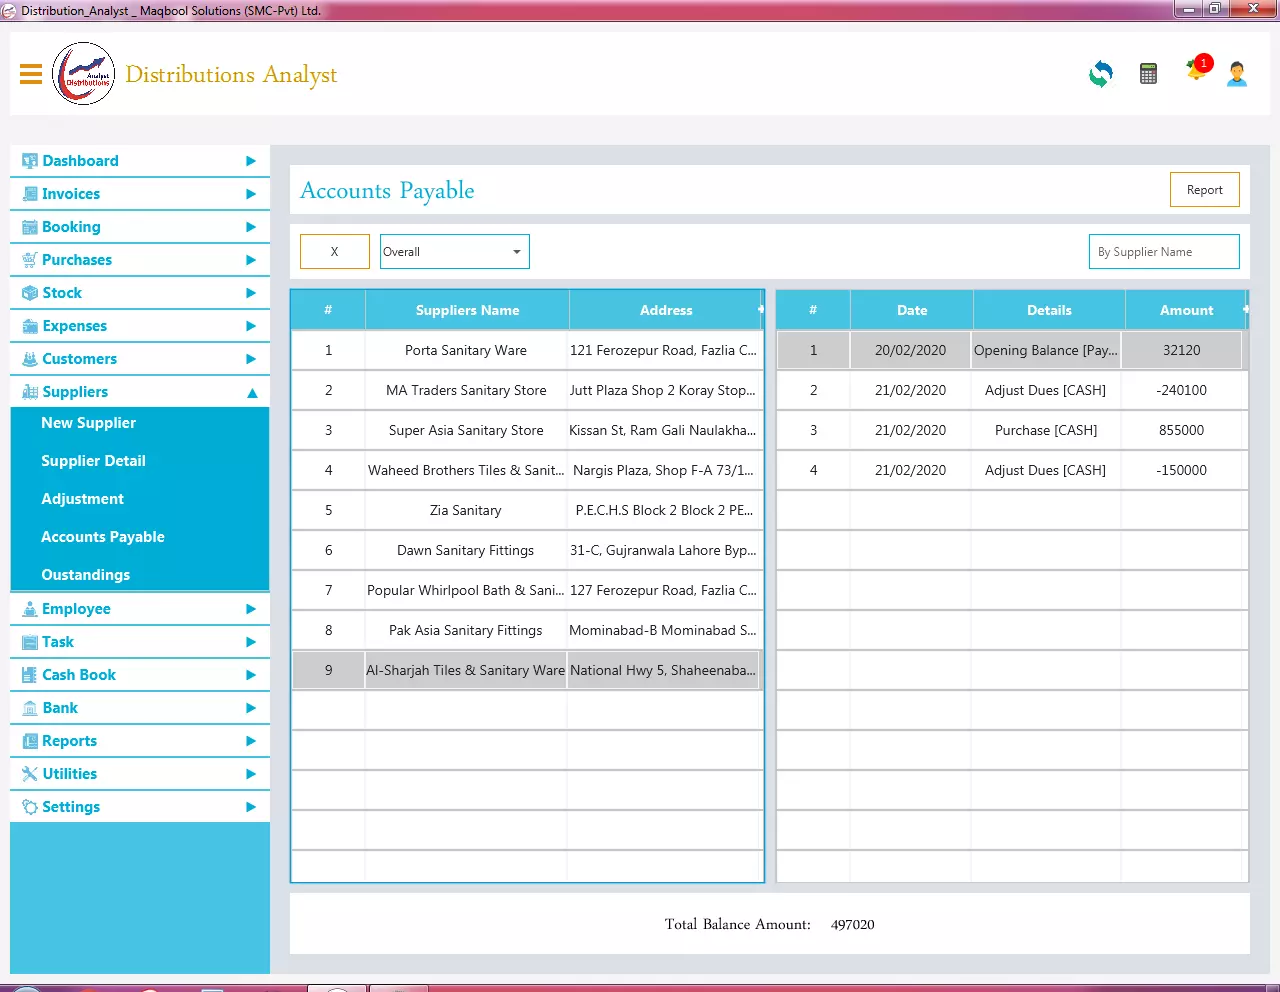 Distribution_Analyst _ Maqbool Solutions (SMC-Pvt) Ltd.
Analyst
Distributions
Distributions Analyst
1
Dashboard
Invoices
Booking
Purchases
Stock
Expenses
Customers
Suppliers
New Supplier
Supplier Detail
Adjustment
Accounts Payable
Oustandings
Employee
Task
Cash Book
Bank
Reports
Utilities
Settings
Accounts Payable
Report
X Overall By Supplier Name
# Suppliers Name Address
1 Porta Sanitary Ware 121 Ferozepur Road, Fazlia C...
2 MA Traders Sanitary Store Jutt Plaza Shop 2 Koray Stop...
3 Super Asia Sanitary Store Kissan St, Ram Gali Naulakha...
4 Waheed Brothers Tiles & Sanit... Nargis Plaza, Shop F-A 73/1...
5 Zia Sanitary P.E.C.H.S Block 2 Block 2 PE...
6 Dawn Sanitary Fittings 31-C, Gujranwala Lahore Byp...
7 Popular Whirlpool Bath & Sani... 127 Ferozepur Road, Fazlia C...
8 Pak Asia Sanitary Fittings Mominabad-B Mominabad S...
9 Al-Sharjah Tiles & Sanitary Ware National Hwy 5, Shaheenaba...
# Date Details Amount
1 20/02/2020 Opening Balance [Pay... 32120
2 21/02/2020 Adjust Dues [CASH] -240100
3 21/02/2020 Purchase [CASH] 855000
4 21/02/2020 Adjust Dues [CASH] -150000
Total Balance Amount: 497020